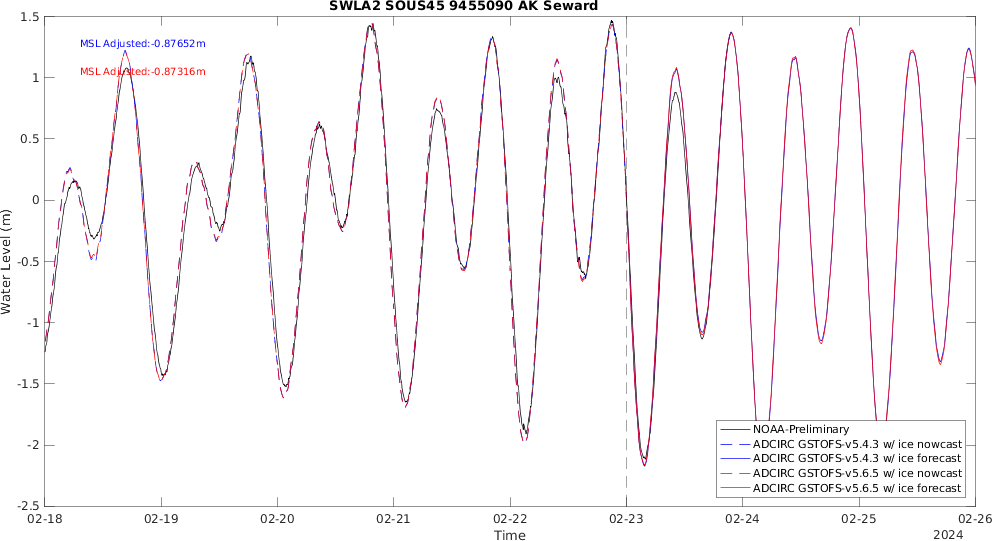 SWLA2 SOUS45 9455090 AK Seward
MSL Adjusted:-0.87652m
MSL Adjusted:-0.87316m
Water Level (m)
1.5
1
0.5
0
-0.5
-1
-1.5
-2
-2.5
NOAA-Preliminary
ADCIRC GSTOFS-v5.4.3 w/ ice nowcast
ADCIRC GSTOFS-v5.4.3 w/ ice forecast
ADCIRC GSTOFS-v5.6.5 w/ ice nowcast
ADCIRC GSTOFS-v5.6.5 w/ ice forecast
02-18 02-19 02-20 02-21 02-22 02-23 02-24 02-25 02-26
Time
2024